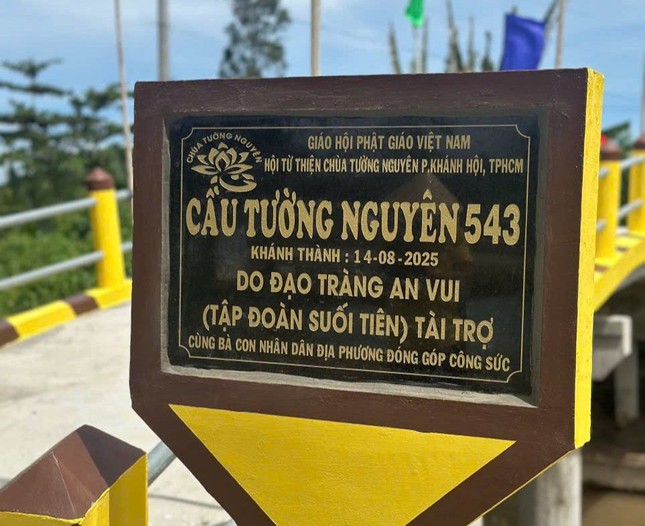 CHÙA TƯỜNG NGUYÊN
GIÁO HỘI PHẬT GIÁO VIỆT NAM
HỘI TỪ THIỆN CHÙA TƯỜNG NGUYÊN P.KHÁNH HỘI, TPHCM
CẦU TƯỜNG NGUYÊN 543
KHÁNH THÀNH : 14-08-2025
DO ĐẠO TRÀNG AN VUI
(TẬP ĐOÀN SUỐI TIÊN) TÀI TRỢ
CÙNG BÀ CON NHÂN DÂN ĐỊA PHƯƠNG ĐÓNG GÓP CÔNG SỨC